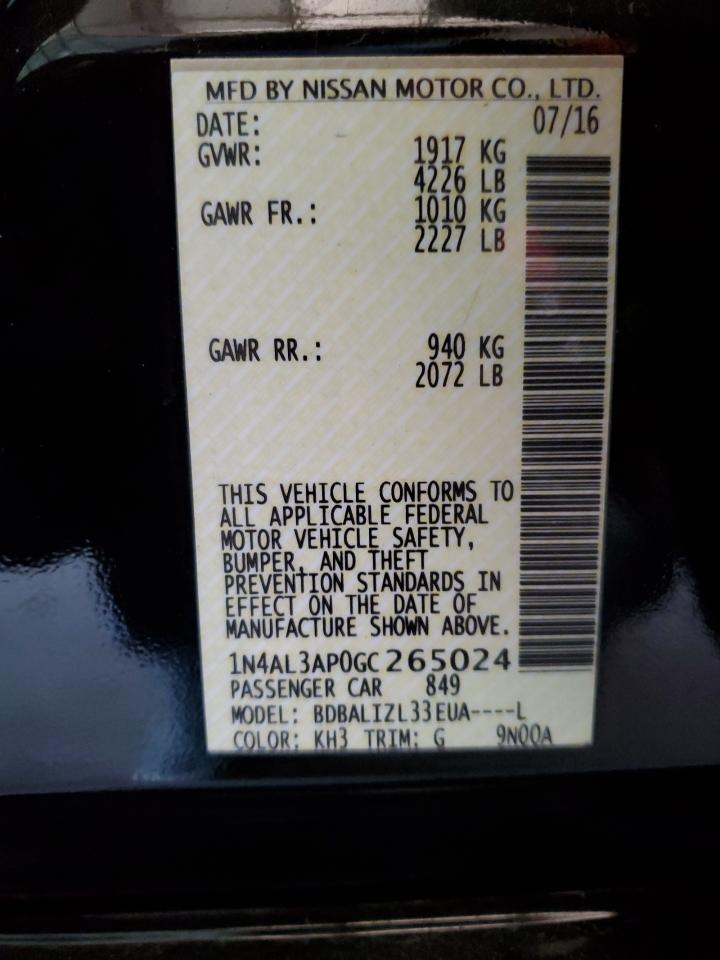 MFD BY NISSAN MOTOR CO., LTD.
DATE: 07/16
GVWR: 1917 KG
4226 LB
GAWR FR.: 1010 KG
2227 LB
GAWR RR.: 940 KG
2072 LB
THIS VEHICLE CONFORMS TO
ALL APPLICABLE FEDERAL
MOTOR VEHICLE SAFETY,
BUMPER, AND THEFT
PREVENTION STANDARDS IN
EFFECT ON THE DATE OF
MANUFACTURE SHOWN ABOVE.
1N4AL3AP0GC265024
PASSENGER CAR 849
MODEL: BDBALIZL33EUA----L
COLOR: KH3 TRIM: G 9NQQA